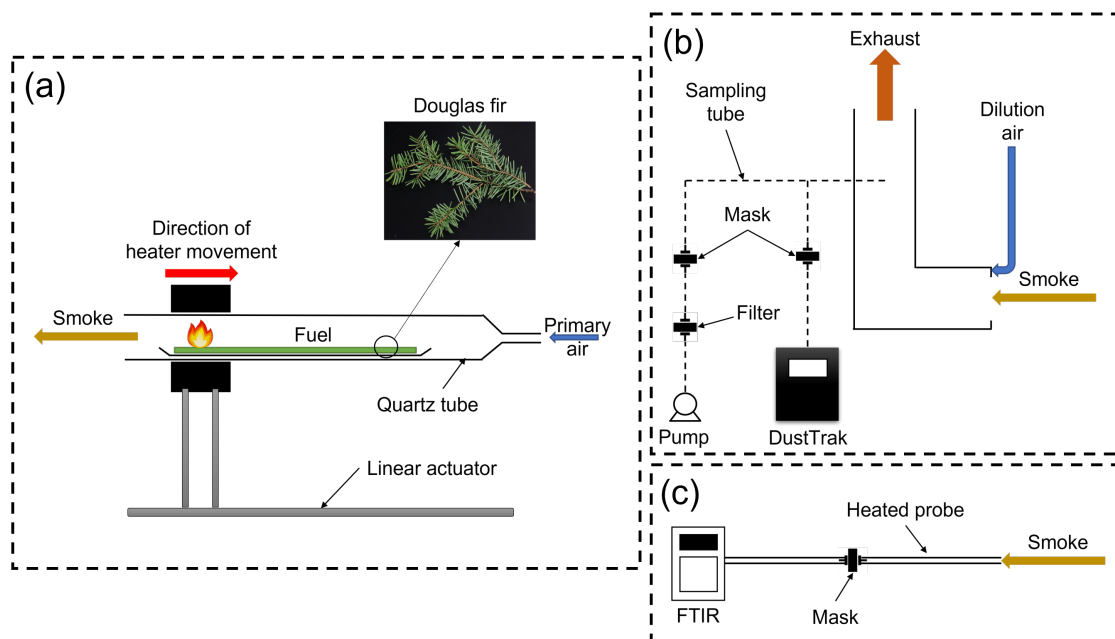 (a)
Douglas fir
Direction of
heater movement
Smoke
Fuel
Primary
air
Quartz tube
Linear actuator
(b)
Exhaust
Sampling
tube
Dilution
air
Mask
Smoke
Filter
Pump
DustTrak
(c)
Heated probe
Smoke
FTIR
Mask